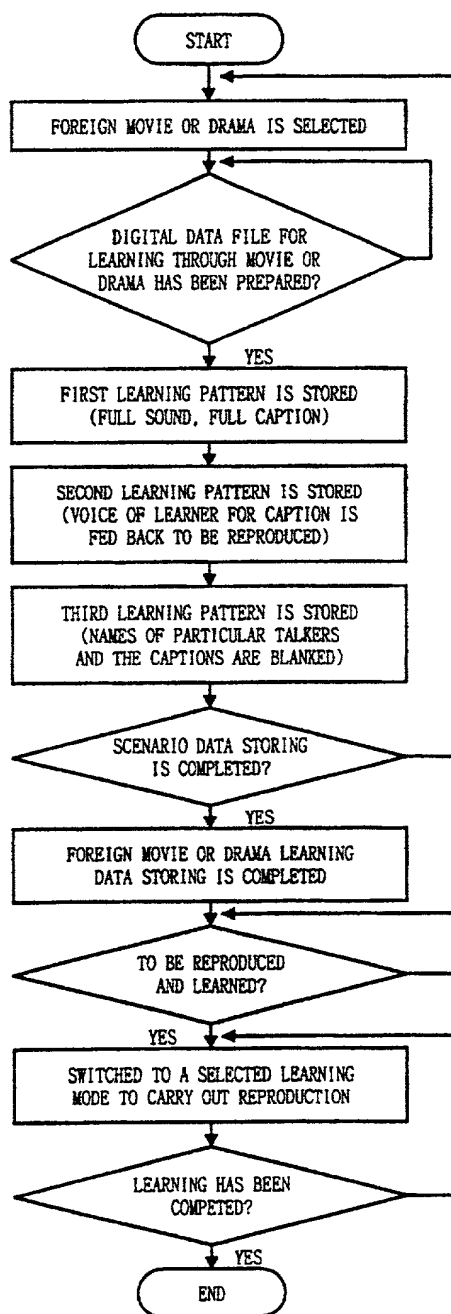 START
FOREIGN MOVIE OR DRAMA IS SELECTED
DIGITAL DATA FILE FOR
LEARNING THROUGH MOVIE OR
DRAMA HAS BEEN PREPARED?
YES
FIRST LEARNING PATTERN IS STORED
(FULL SOUND, FULL CAPTION)
SECOND LEARNING PATTERN IS STORED
(VOICE OF LEARNER FOR CAPTION IS
FED BACK TO BE REPRODUCED)
THIRD LEARNING PATTERN IS STORED
(NAMES OF PARTICULAR TALKERS
AND THE CAPTIONS ARE BLANKED)
SCENARIO DATA STORING
IS COMPLETED?
YES
FOREIGN MOVIE OR DRAMA LEARNING
DATA STORING IS COMPLETED
TO BE REPRODUCED
AND LEARNED?
YES
SWITCHED TO A SELECTED LEARNING
MODE TO CARRY OUT REPRODUCTION
LEARNING HAS BEEN
COMPETED?
YES
END